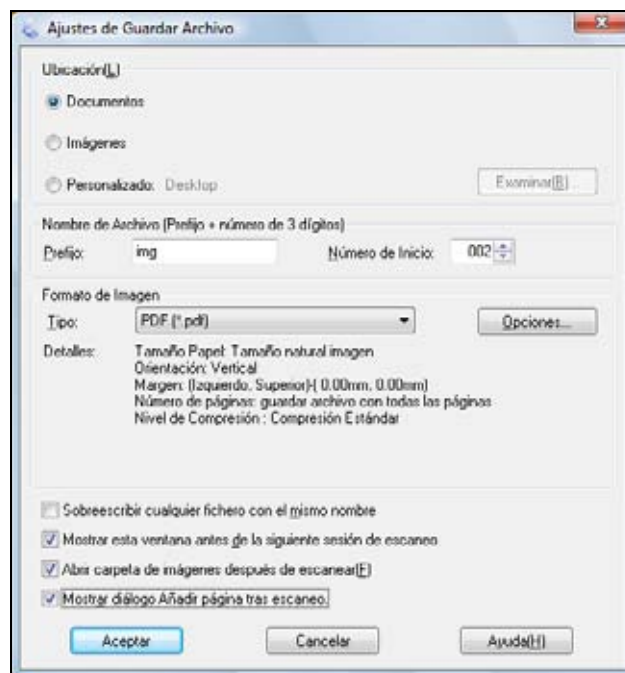 Ajustes de Guardar Archivo
Ubicación(L)
Documentos
Imágenes
Personalizado: Desktop Examinar(R)...
Nombre de Archivo (Prefijo + número de 3 dígitos)
Prefijo: img Número de Inicio: 002
Formato de Imagen
Tipo: PDF (*.pdf) Opciones...
Detalles: Tamaño Papel: Tamaño natural imagen
Orientación: Vertical
Margen: (Izquierdo, Superior)-( 0.00mm, 0.00mm)
Número de páginas: guardar archivo con todas las páginas
Nivel de Compresión : Compresión Estándar
Sobreescribir cualquier fichero con el mismo nombre
Mostrar esta ventana antes de la siguiente sesión de escaneo
Abrir carpeta de imágenes después de escanear(F)
Mostrar diálogo Añadir página tras escaneo.
Aceptar Cancelar Ayuda(H)